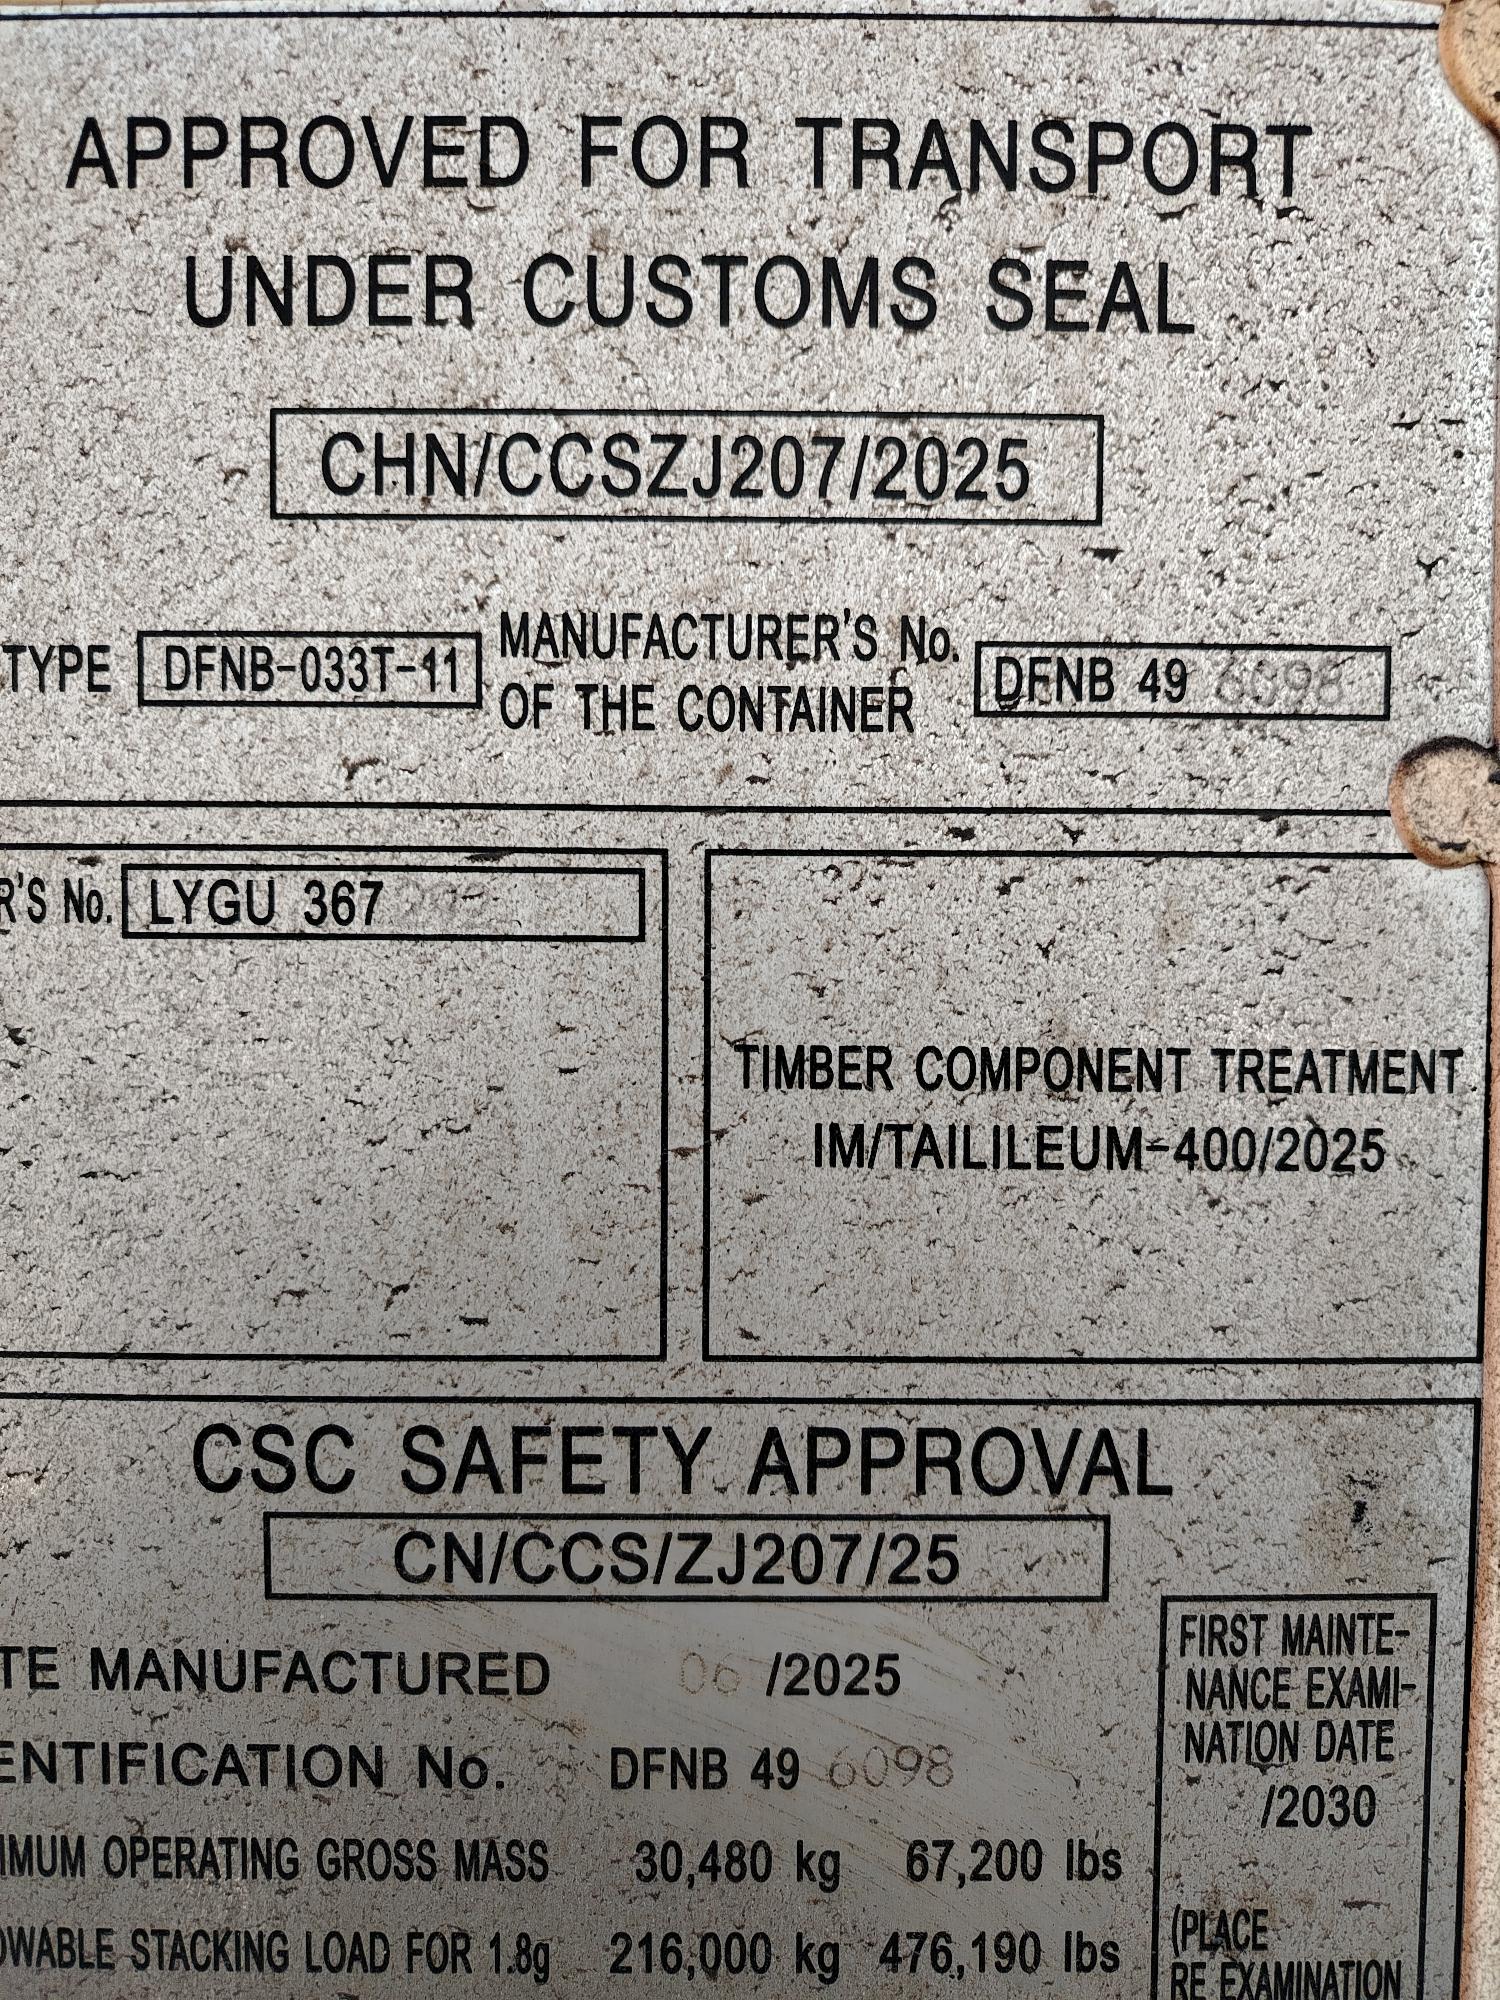 APPROVED FOR TRANSPORT
UNDER CUSTOMS SEAL
CHN/CCSZJ207/2025
TYPE DFNB-033T-11 MANUFACTURER'S No. OF THE CONTAINER DFNB 49 6098
R'S No. LYGU 367
TIMBER COMPONENT TREATMENT
IM/TAILILEUM-400/2025
CSC SAFETY APPROVAL
CN/CCS/ZJ207/25
TE MANUFACTURED 06 /2025
ENTIFICATION No. DFNB 49 6098
IMUM OPERATING GROSS MASS 30,480 kg 67,200 lbs
OWABLE STACKING LOAD FOR 1.8g 216,000 kg 476,190 lbs
FIRST MAINTE-
NANCE EXAMI-
NATION DATE
/2030
(PLACE
RE EXAMINATION